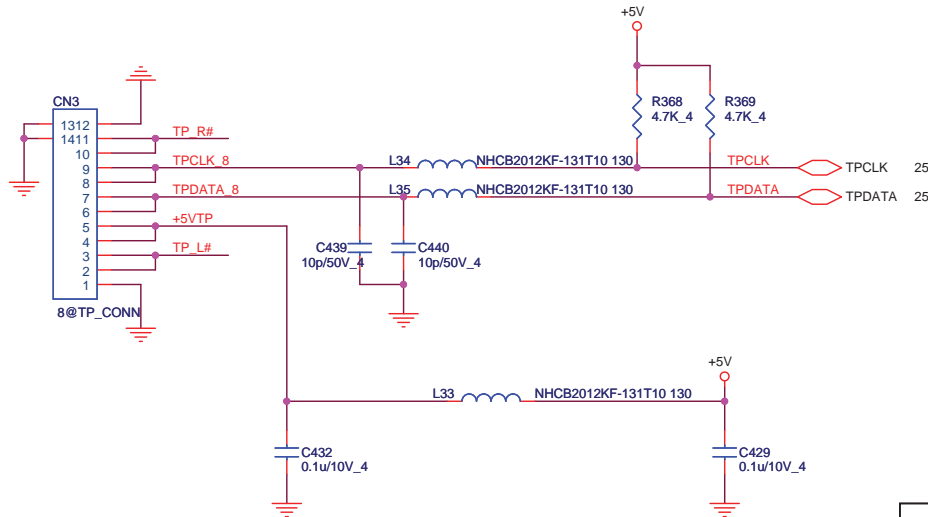 +5V
CN3
R368
4.7K_4
R369
4.7K_4
1312
1411
10
9
8
7
6
5
4
3
2
1
TP_R#
TPCLK_8
TPDATA_8
+5VTP
TP_L#
8@TP_CONN
L34
NHCB2012KF-131T10 130
TPCLK
TPCLK
25
L35
NHCB2012KF-131T10 130
TPDATA
TPDATA
25
C439
10p/50V_4
C440
10p/50V_4
+5V
L33
NHCB2012KF-131T10 130
C432
0.1u/10V_4
C429
0.1u/10V_4